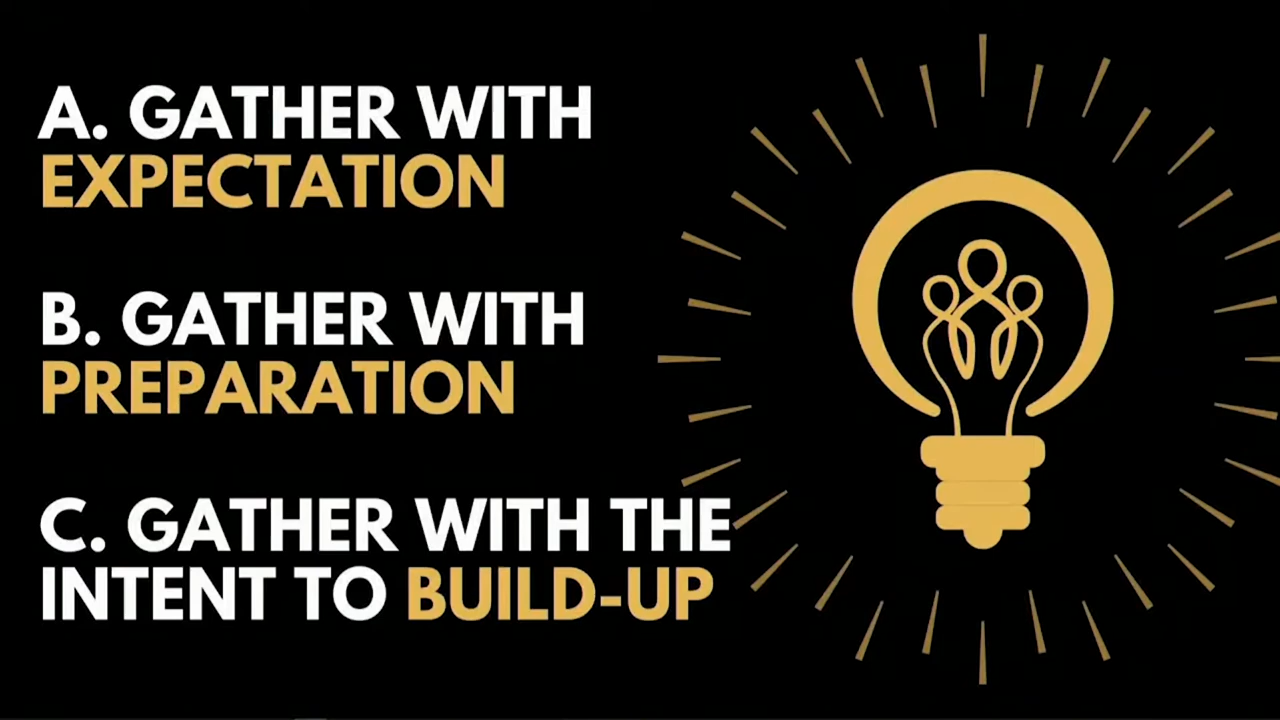 A. GATHER WITH
EXPECTATION
B. GATHER WITH
PREPARATION
C. GATHER WITH THE
INTENT TO BUILD-UP